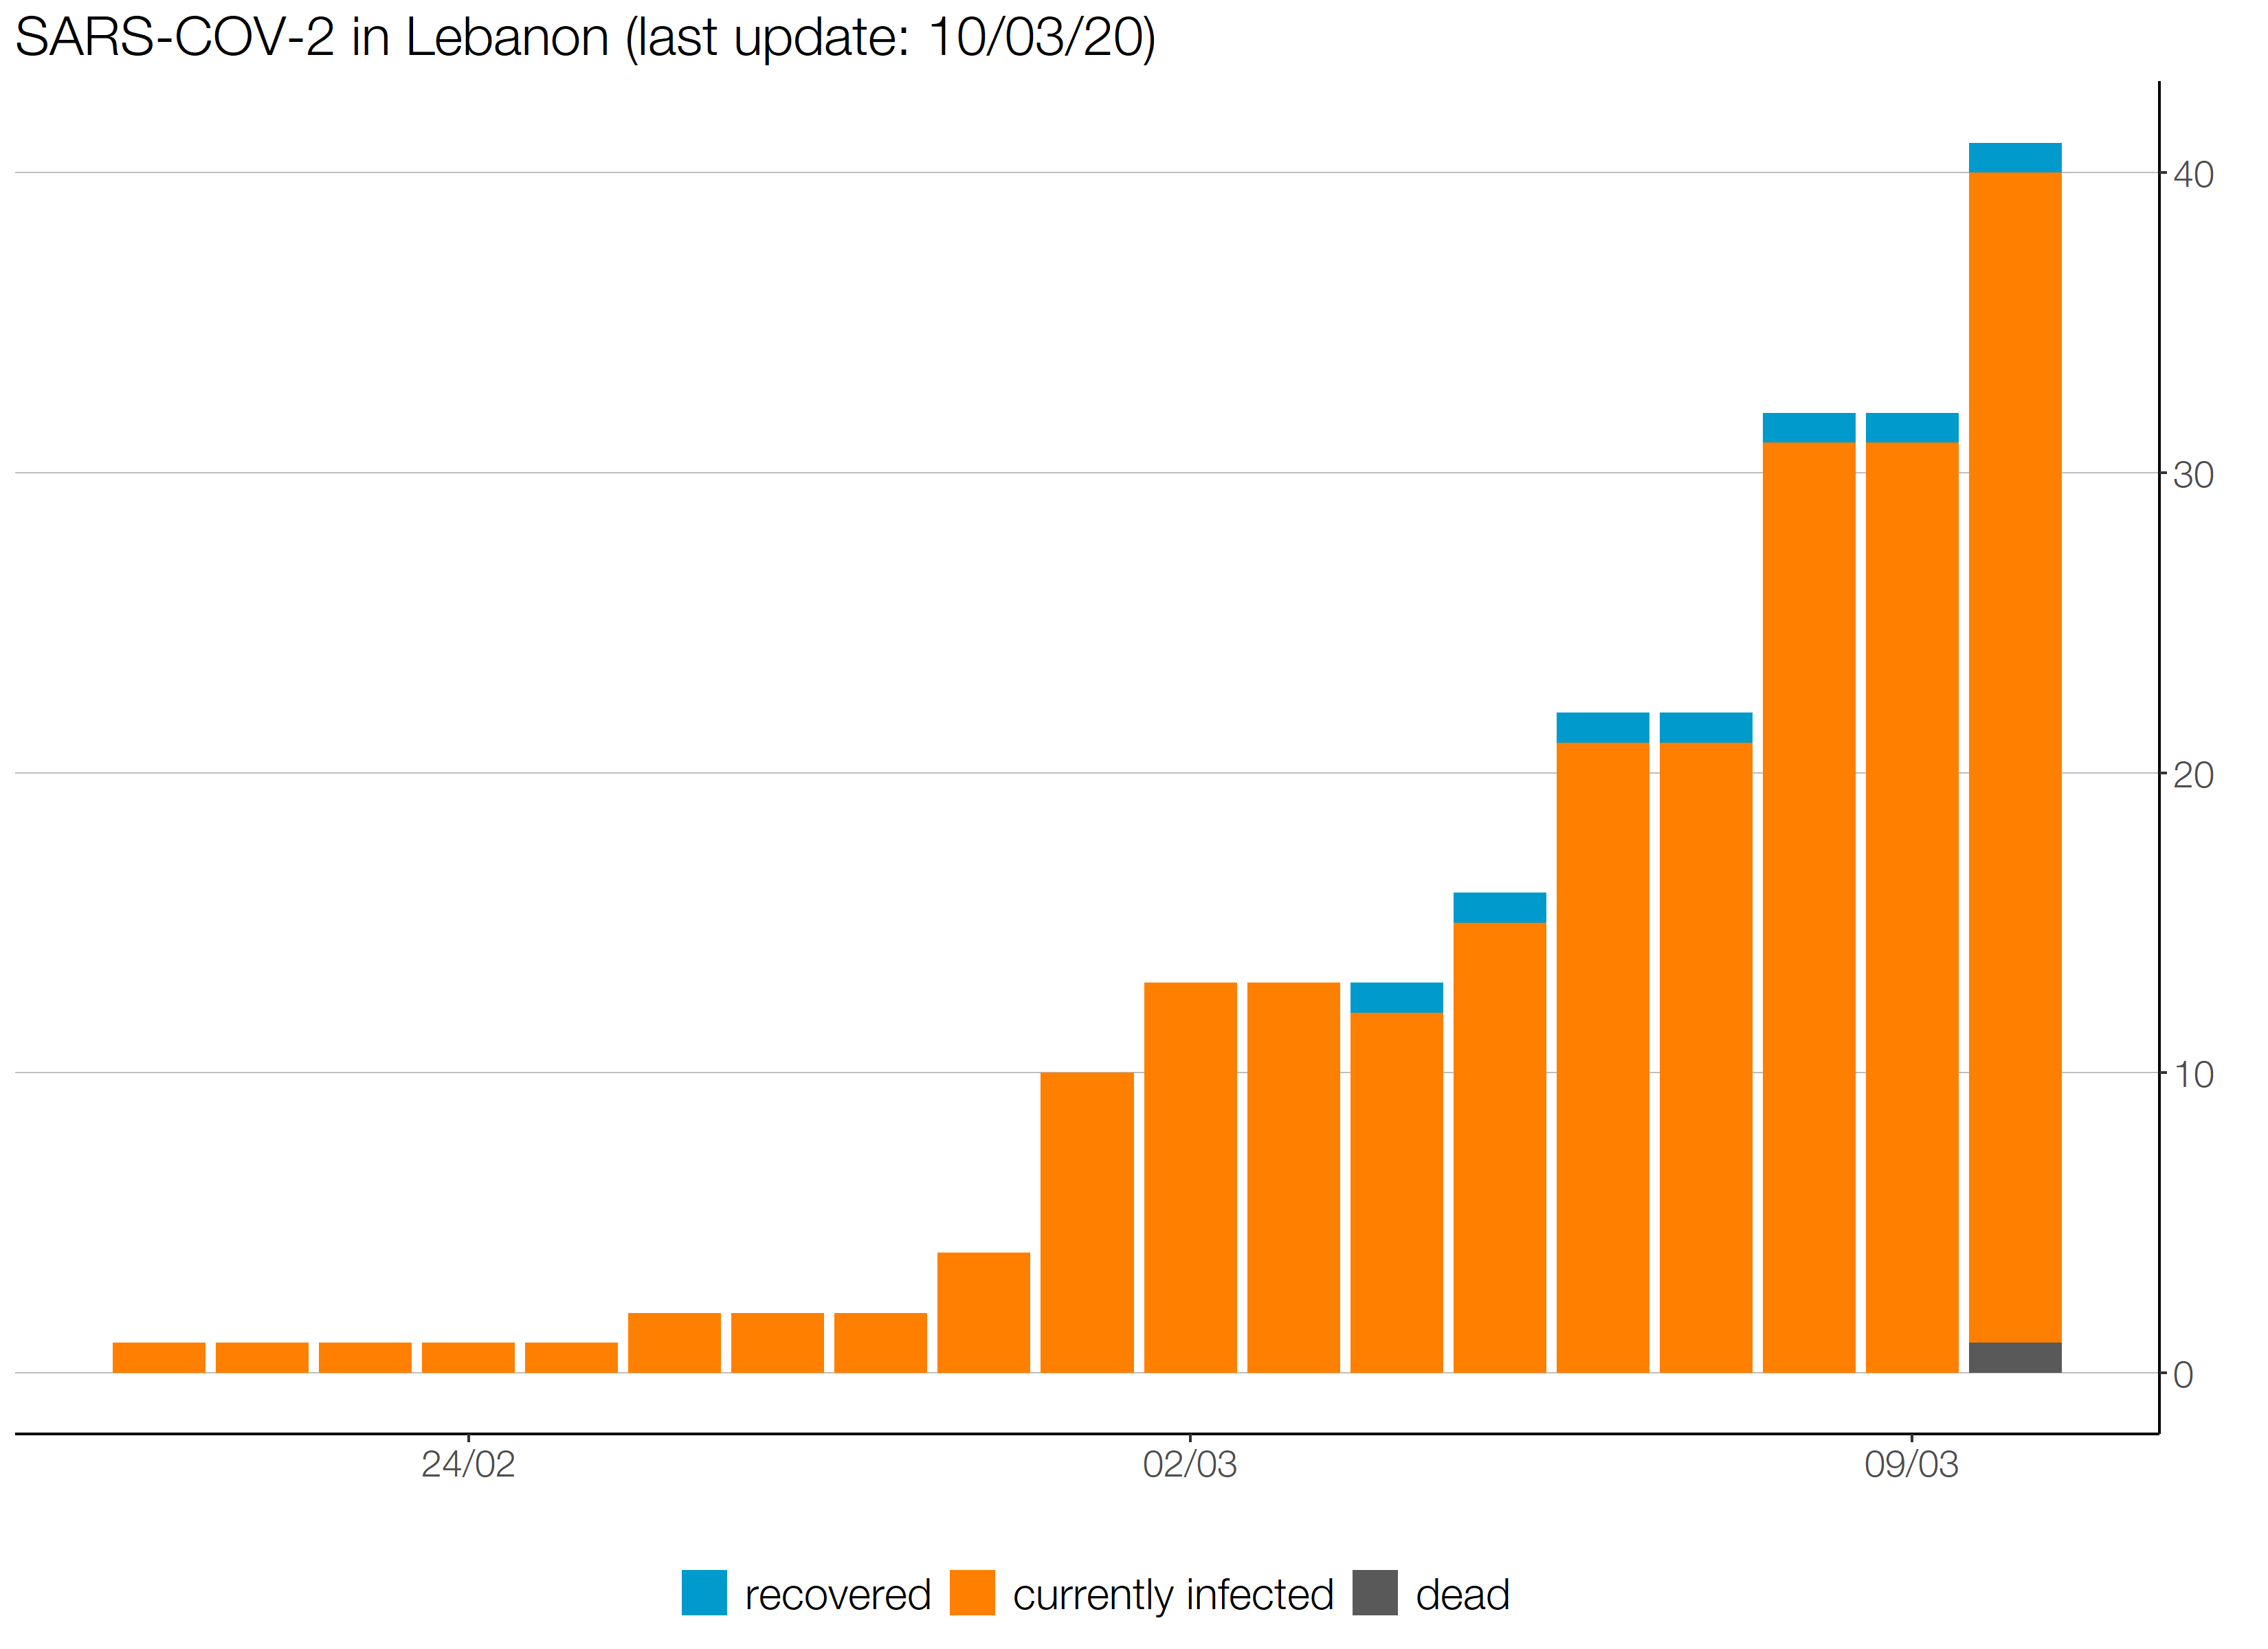 SARS-COV-2 in Lebanon (last update: 10/03/20)
40
30
20
10
0
24/02 02/03 09/03
recovered currently infected dead